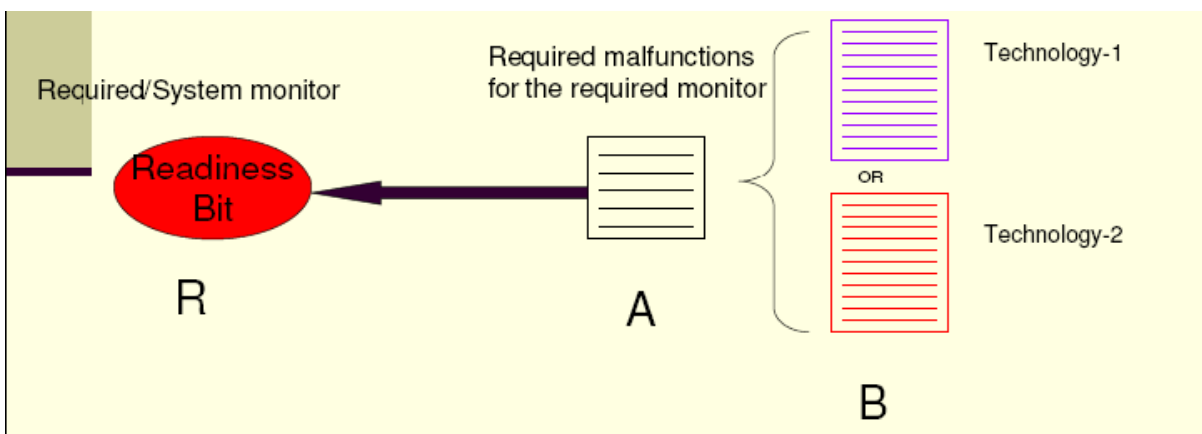 Required/System monitor
Readiness
Bit
R
Required malfunctions
for the required monitor
A
Technology-1
OR
Technology-2
B